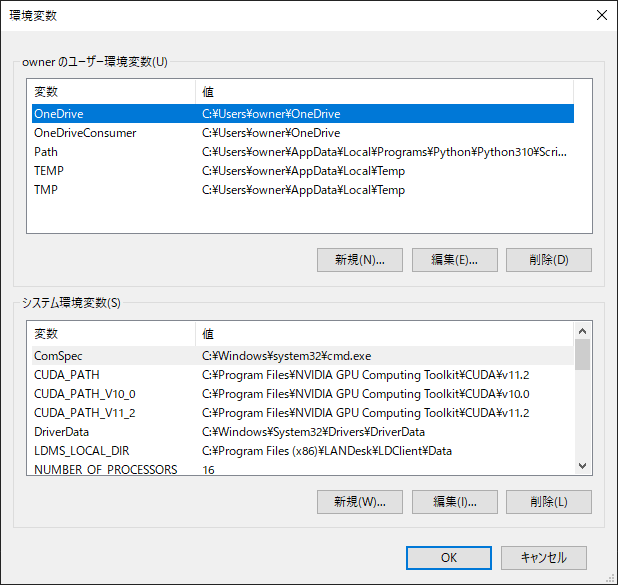 環境変数
owner のユーザー環境変数(U)
変数 値
OneDrive C:¥Users¥owner¥OneDrive
OneDriveConsumer C:¥Users¥owner¥OneDrive
Path C:¥Users¥owner¥AppData¥Local¥Programs¥Python¥Python310¥Scri...
TEMP C:¥Users¥owner¥AppData¥Local¥Temp
TMP C:¥Users¥owner¥AppData¥Local¥Temp
新規(N)... 編集(E)... 削除(D)
システム環境変数(S)
変数 値
ComSpec C:¥Windows¥system32¥cmd.exe
CUDA_PATH C:¥Program Files¥NVIDIA GPU Computing Toolkit¥CUDA¥v11.2
CUDA_PATH_V10_0 C:¥Program Files¥NVIDIA GPU Computing Toolkit¥CUDA¥v10.0
CUDA_PATH_V11_2 C:¥Program Files¥NVIDIA GPU Computing Toolkit¥CUDA¥v11.2
DriverData C:¥Windows¥System32¥Drivers¥DriverData
LDMS_LOCAL_DIR C:¥Program Files (x86)¥LANDesk¥LDClient¥Data
NUMBER_OF_PROCESSORS 16
新規(W)... 編集(I)... 削除(L)
OK キャンセル